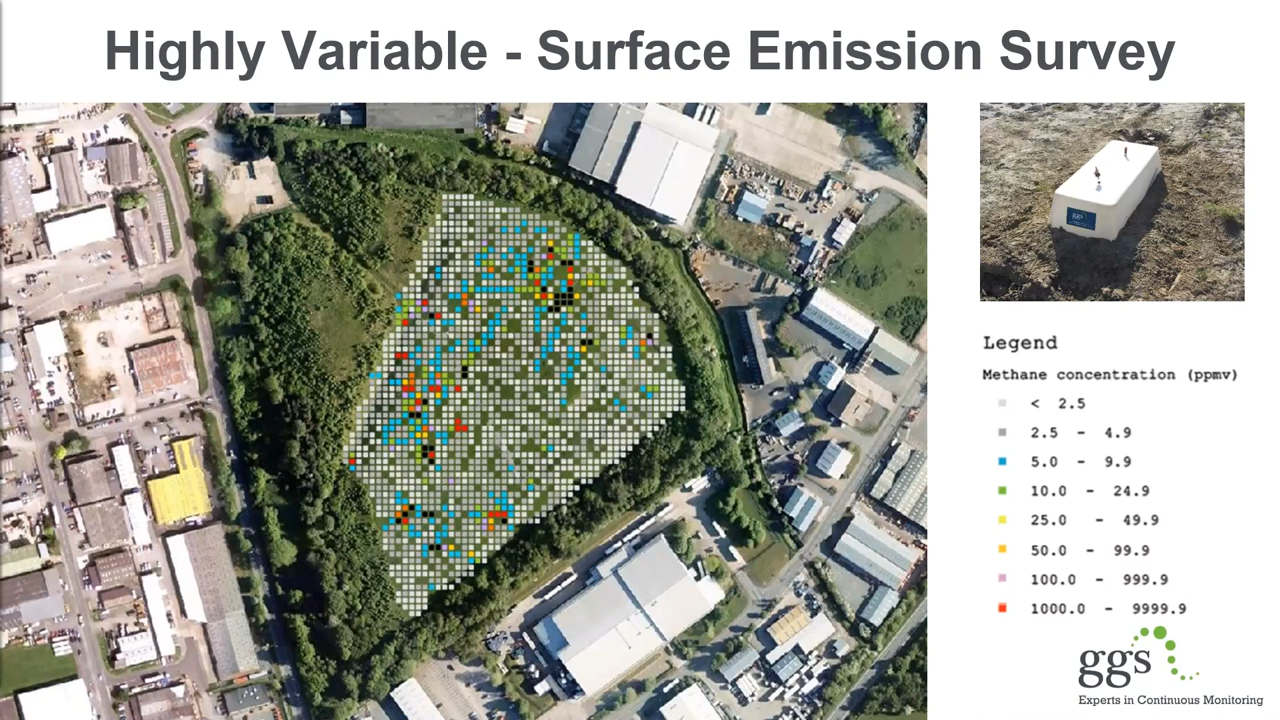 Highly Variable - Surface Emission Survey
Legend
Methane concentration (ppmv)
< 2.5
2.5 - 4.9
5.0 - 9.9
10.0 - 24.9
25.0 - 49.9
50.0 - 99.9
100.0 - 999.9
1000.0 - 9999.9
ggs
ggs
Experts in Continuous Monitoring